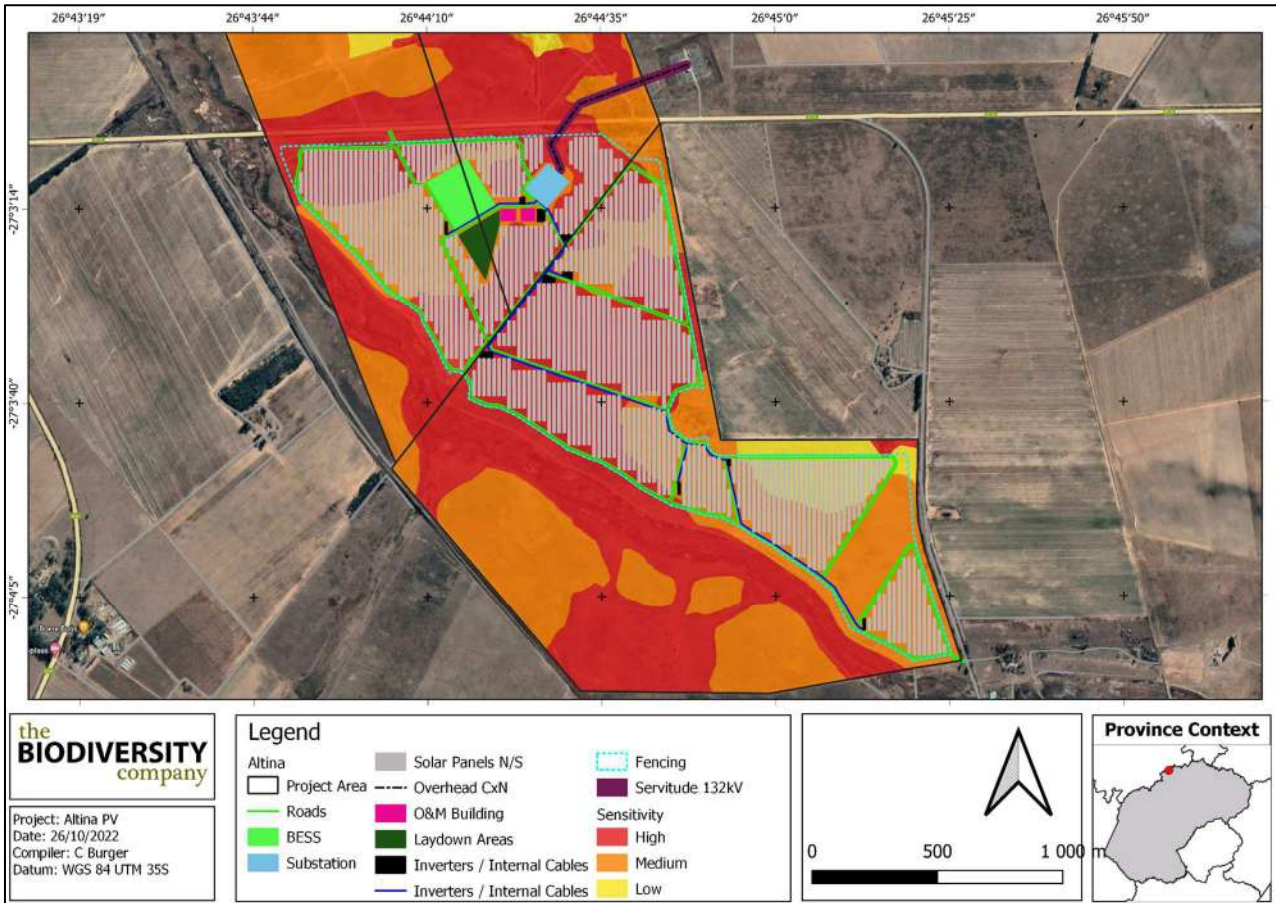 26°43′19″ 26°43′44″ 26°44′10″ 26°44′35″ 26°45′0″ 26°45′25″ 26°45′50″
-27°3′14″
-27°3′40″
-27°4′5″
the
BIODIVERSITY
company
Project: Altina PV
Date: 26/10/2022
Compiler: C Burger
Datum: WGS 84 UTM 35S
Legend
Altina
Project Area
Roads
BESS
Substation
Solar Panels N/S
Overhead CxN
O&M Building
Laydown Areas
Inverters / Internal Cables
Inverters / Internal Cables
Fencing
Servitude 132kV
Sensitivity
High
Medium
Low
0 500 1 000 m
Province Context